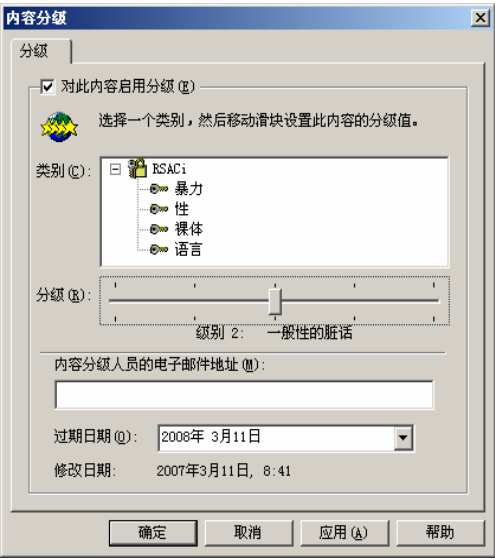 内容分级
分级
对此内容启用分级(E)
选择一个类别，然后移动滑块设置此内容的分级值。
类别(C):
RSACi
暴力
性
裸体
语言
分级(R):
级别 2: 一般性的脏话
内容分级人员的电子邮件地址(M):
过期日期(O): 2008年 3月11日
修改日期: 2007年3月11日, 8:41
确定 取消 应用(A) 帮助